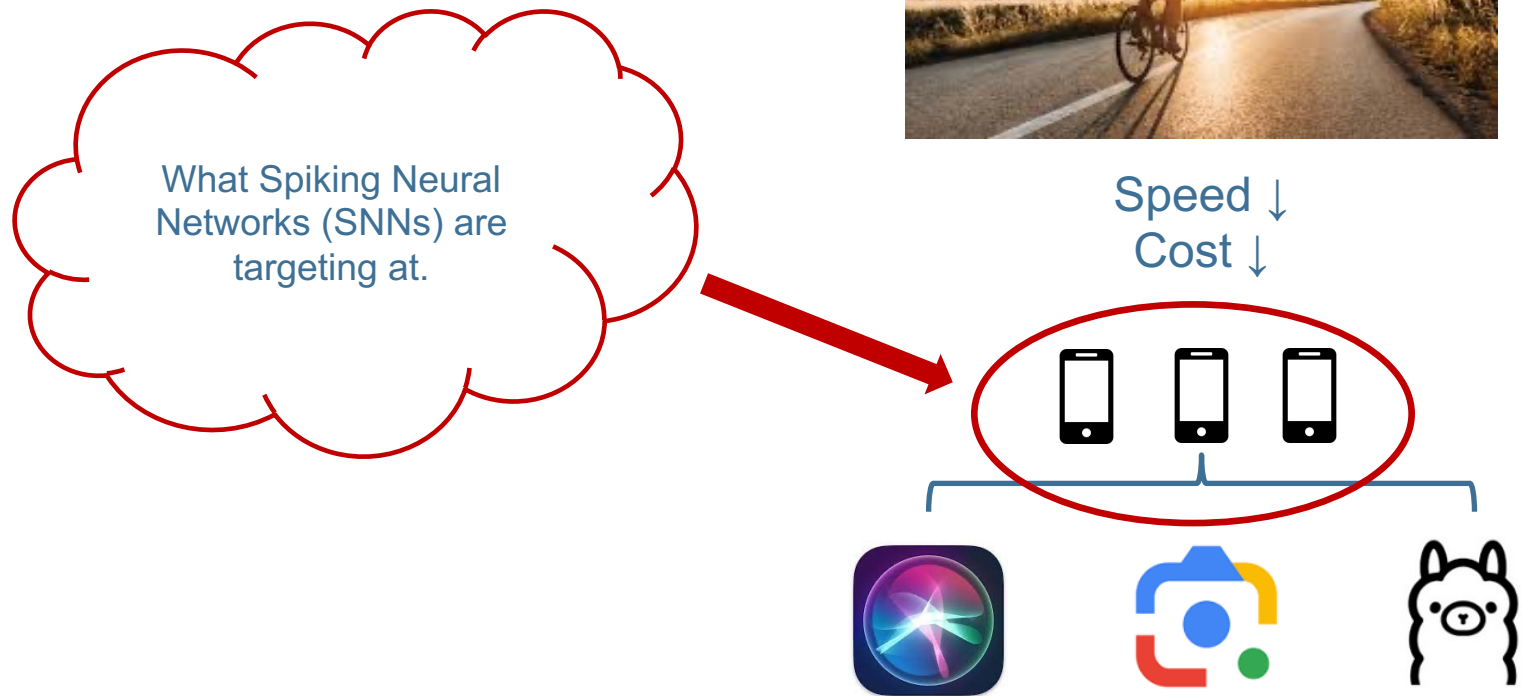 What Spiking Neural
Networks (SNNs) are
targeting at.
Speed ↓
Cost ↓